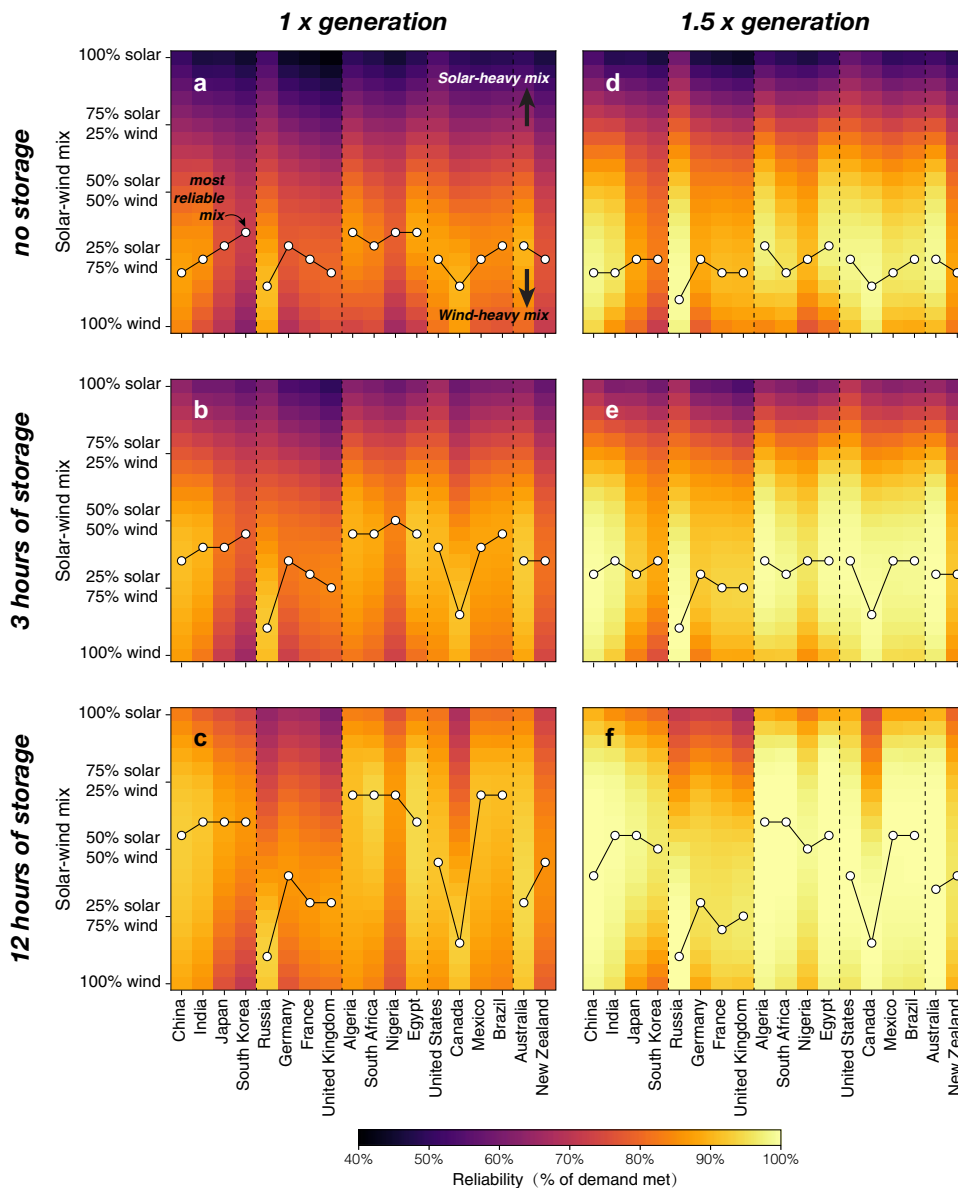 1 x generation
1.5 x generation
no storage
Solar-wind mix
100% solar
75% solar
25% wind
50% solar
50% wind
25% solar
75% wind
100% wind
a
Solar-heavy mix
most
reliable
mix
Wind-heavy mix
d
3 hours of storage
Solar-wind mix
100% solar
75% solar
25% wind
50% solar
50% wind
25% solar
75% wind
100% wind
b
e
12 hours of storage
Solar-wind mix
100% solar
75% solar
25% wind
50% solar
50% wind
25% solar
75% wind
100% wind
c
f
China
India
Japan
South Korea
Russia
Germany
France
United Kingdom
Algeria
South Africa
Nigeria
Egypt
United States
Canada
Mexico
Brazil
Australia
New Zealand
China
India
Japan
South Korea
Russia
Germany
France
United Kingdom
Algeria
South Africa
Nigeria
Egypt
United States
Canada
Mexico
Brazil
Australia
New Zealand
40% 50% 60% 70% 80% 90% 100%
Reliability (% of demand met)